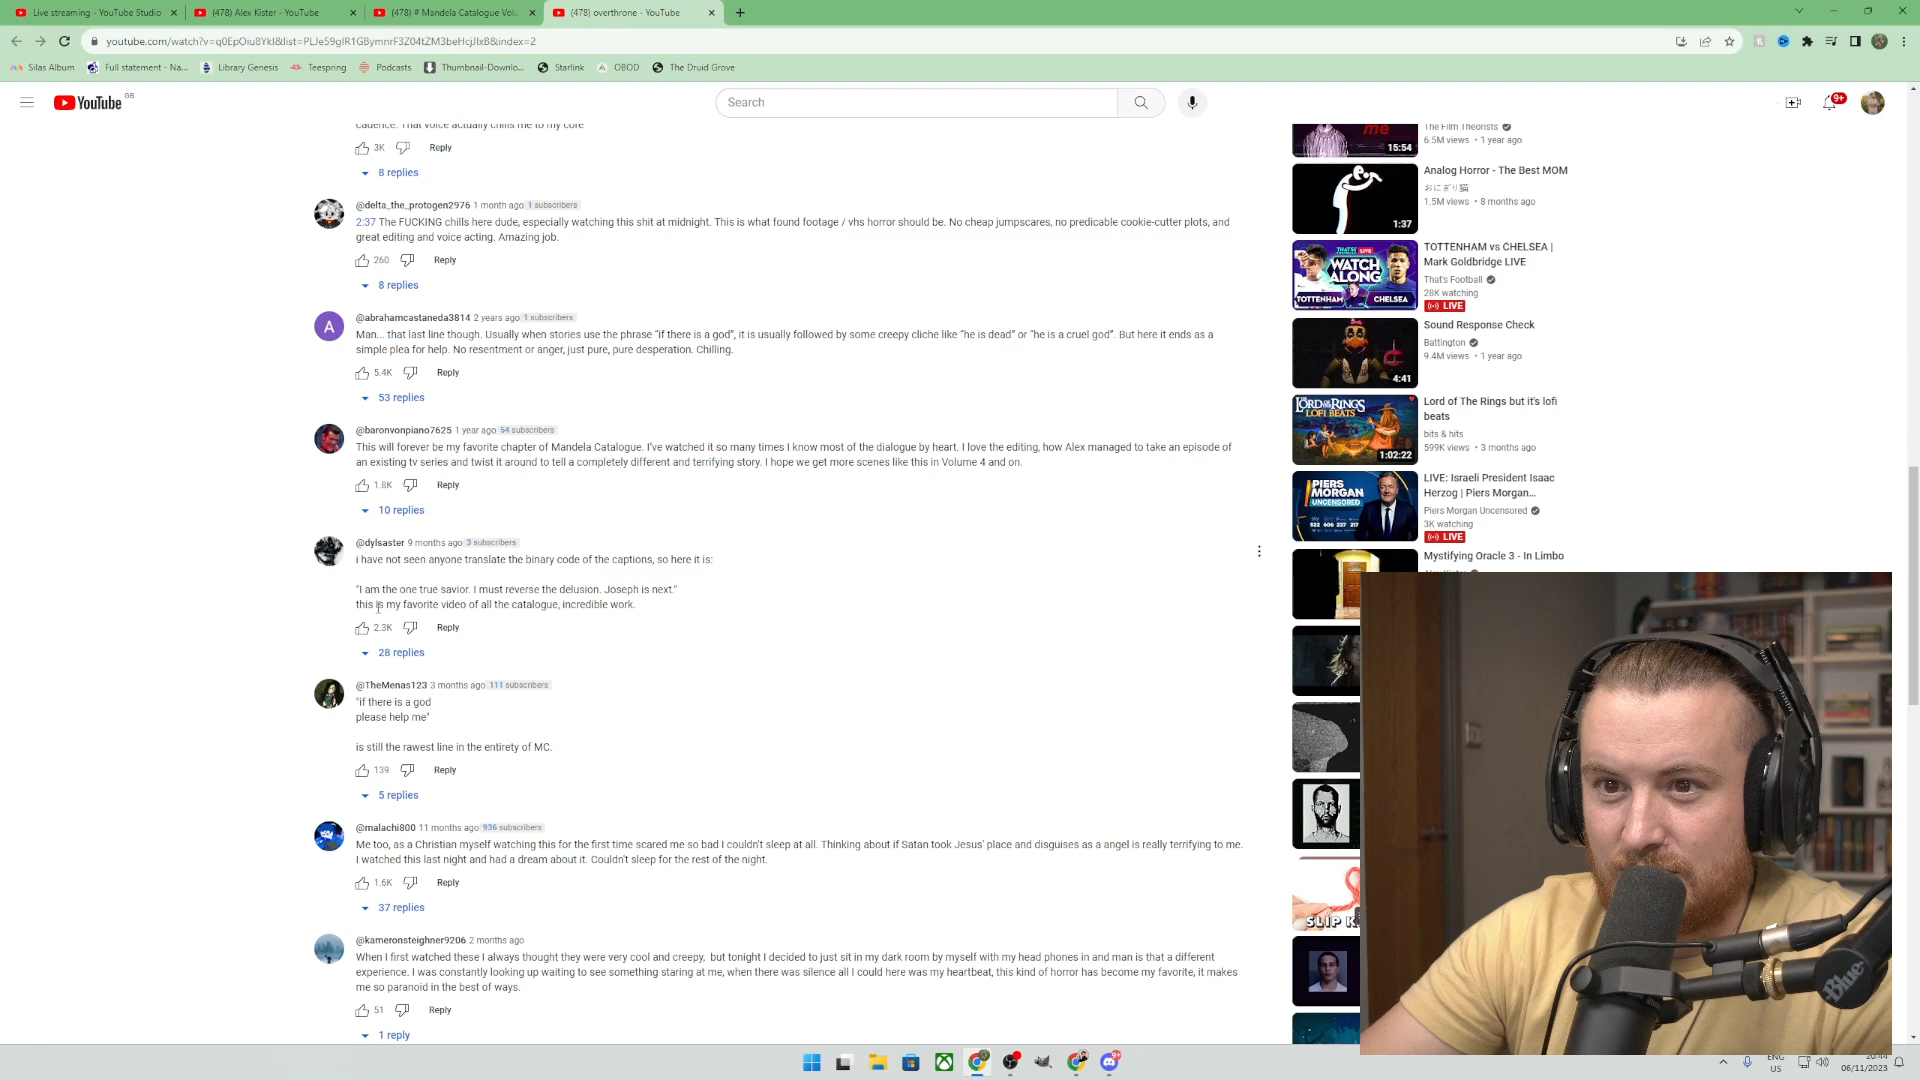 Live streaming - YouTube Studio
(478) Alex Kister - YouTube
(478) # Mandela Catalogue Volu
(478) overthrone - YouTube
youtube.com/watch?v=q0EpOiu8YkI&list=PLJe59gIR1GBymnrF3Z04tZM3beHcjJlxB&index=2
Silas Album
Full statement - Na...
Library Genesis
Teespring
Podcasts
Thumbnail-Downlo...
Starlink
OBOD
The Druid Grove
YouTube GB
Search
9+
cadence. That voice actually chills me to my core
3K Reply
8 replies
@delta_the_protogen2976 1 month ago 1 subscribers
2:37 The FUCKING chills here dude, especially watching this shit at midnight. This is what found footage / vhs horror should be. No cheap jumpscares, no predicable cookie-cutter plots, and
great editing and voice acting. Amazing job.
260 Reply
8 replies
A
@abrahamcastaneda3814 2 years ago 1 subscribers
Man... that last line though. Usually when stories use the phrase "if there is a god", it is usually followed by some creepy cliche like "he is dead" or "he is a cruel god". But here it ends as a
simple plea for help. No resentment or anger, just pure, pure desperation. Chilling.
5.4K Reply
53 replies
@baronvonpiano7625 1 year ago 54 subscribers
This will forever be my favorite chapter of Mandela Catalogue. I've watched it so many times I know most of the dialogue by heart. I love the editing, how Alex managed to take an episode of
an existing tv series and twist it around to tell a completely different and terrifying story. I hope we get more scenes like this in Volume 4 and on.
1.8K Reply
10 replies
@dylsaster 9 months ago 3 subscribers
i have not seen anyone translate the binary code of the captions, so here it is:
"I am the one true savior. I must reverse the delusion. Joseph is next."
this is my favorite video of all the catalogue, incredible work.
2.3K Reply
28 replies
@TheMenas123 3 months ago 111 subscribers
"if there is a god
please help me"
is still the rawest line in the entirety of MC.
139 Reply
5 replies
@malachi800 11 months ago 936 subscribers
Me too, as a Christian myself watching this for the first time scared me so bad I couldn't sleep at all. Thinking about if Satan took Jesus' place and disguises as a angel is really terrifying to me.
I watched this last night and had a dream about it. Couldn't sleep for the rest of the night.
1.6K Reply
37 replies
@kameronsteighner9206 2 months ago
When I first watched these I always thought they were very cool and creepy, but tonight I decided to just sit in my dark room by myself with my head phones in and man is that a different
experience. I was constantly looking up waiting to see something staring at me, when there was silence all I could here was my heartbeat, this kind of horror has become my favorite, it makes
me so paranoid in the best of ways.
51 Reply
1 reply
me
15:54
The Film Theorists
6.5M views • 1 year ago
1:37
Analog Horror - The Best MOM
おにぎり猫
1.5M views • 8 months ago
THAT'S LIVE
WATCH
ALONG
TOTTENHAM CHELSEA
TOTTENHAM vs CHELSEA |
Mark Goldbridge LIVE
That's Football
28K watching
LIVE
4:41
Sound Response Check
Battington
9.4M views • 1 year ago
LORD OF THE RINGS
LOFI BEATS
1:02:22
Lord of The Rings but it's lofi
beats
bits & hits
599K views • 3 months ago
PIERS
MORGAN
UNCENSORED
LIVE: Israeli President Isaac
Herzog | Piers Morgan...
Piers Morgan Uncensored
3K watching
LIVE
Mystifying Oracle 3 - In Limbo
SLIP K
Blue
9+
ENG
US
20:44
06/11/2023